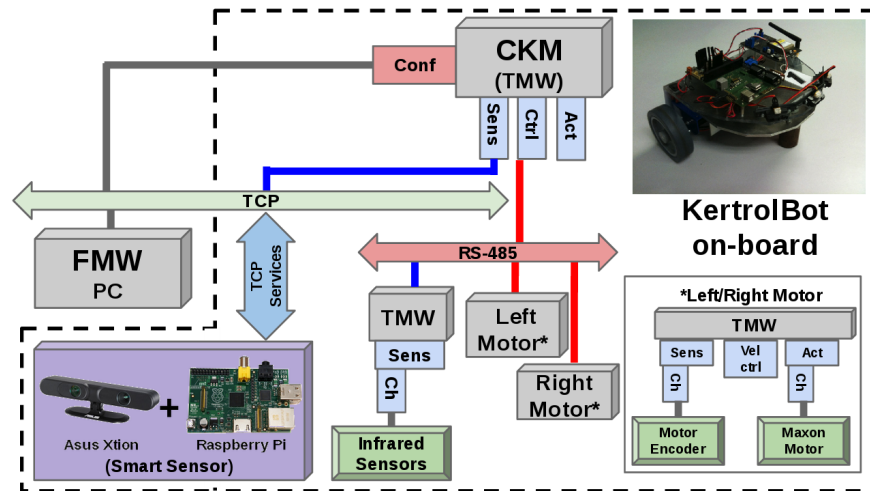 Conf
CKM
(TMW)
Sens
Ctrl
Act
TCP
FMW
PC
TCP
Services
RS-485
KertrolBot
on-board
TMW
Sens
Ch
Infrared
Sensors
Left
Motor*
Right
Motor*
*Left/Right Motor
TMW
Sens
Vel
ctrl
Act
Ch
Ch
Motor
Encoder
Maxon
Motor
+
Asus Xtion
Raspberry Pi
(Smart Sensor)